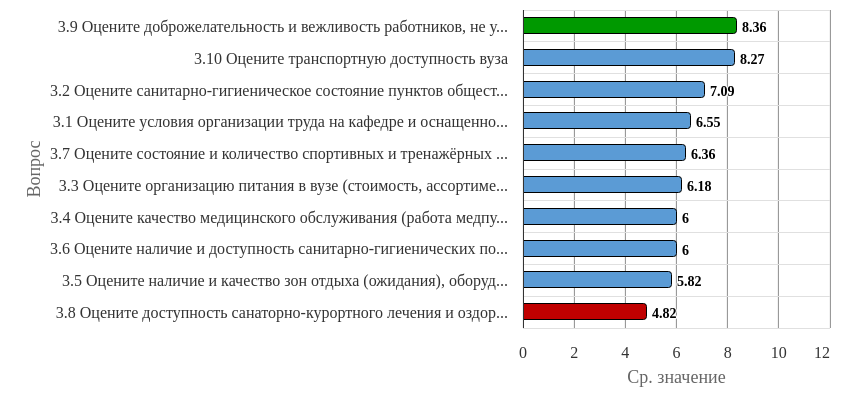 3.9 Оцените доброжелательность и вежливость работников, не у... 8.36
3.10 Оцените транспортную доступность вуза 8.27
3.2 Оцените санитарно-гигиеническое состояние пунктов общест... 7.09
3.1 Оцените условия организации труда на кафедре и оснащенно... 6.55
3.7 Оцените состояние и количество спортивных и тренажёрных ... 6.36
3.3 Оцените организацию питания в вузе (стоимость, ассортиме... 6.18
3.4 Оцените качество медицинского обслуживания (работа медпу... 6
3.6 Оцените наличие и доступность санитарно-гигиенических по... 6
3.5 Оцените наличие и качество зон отдыха (ожидания), оборуд... 5.82
3.8 Оцените доступность санаторно-курортного лечения и оздор... 4.82
Вопрос
0 2 4 6 8 10 12
Ср. значение